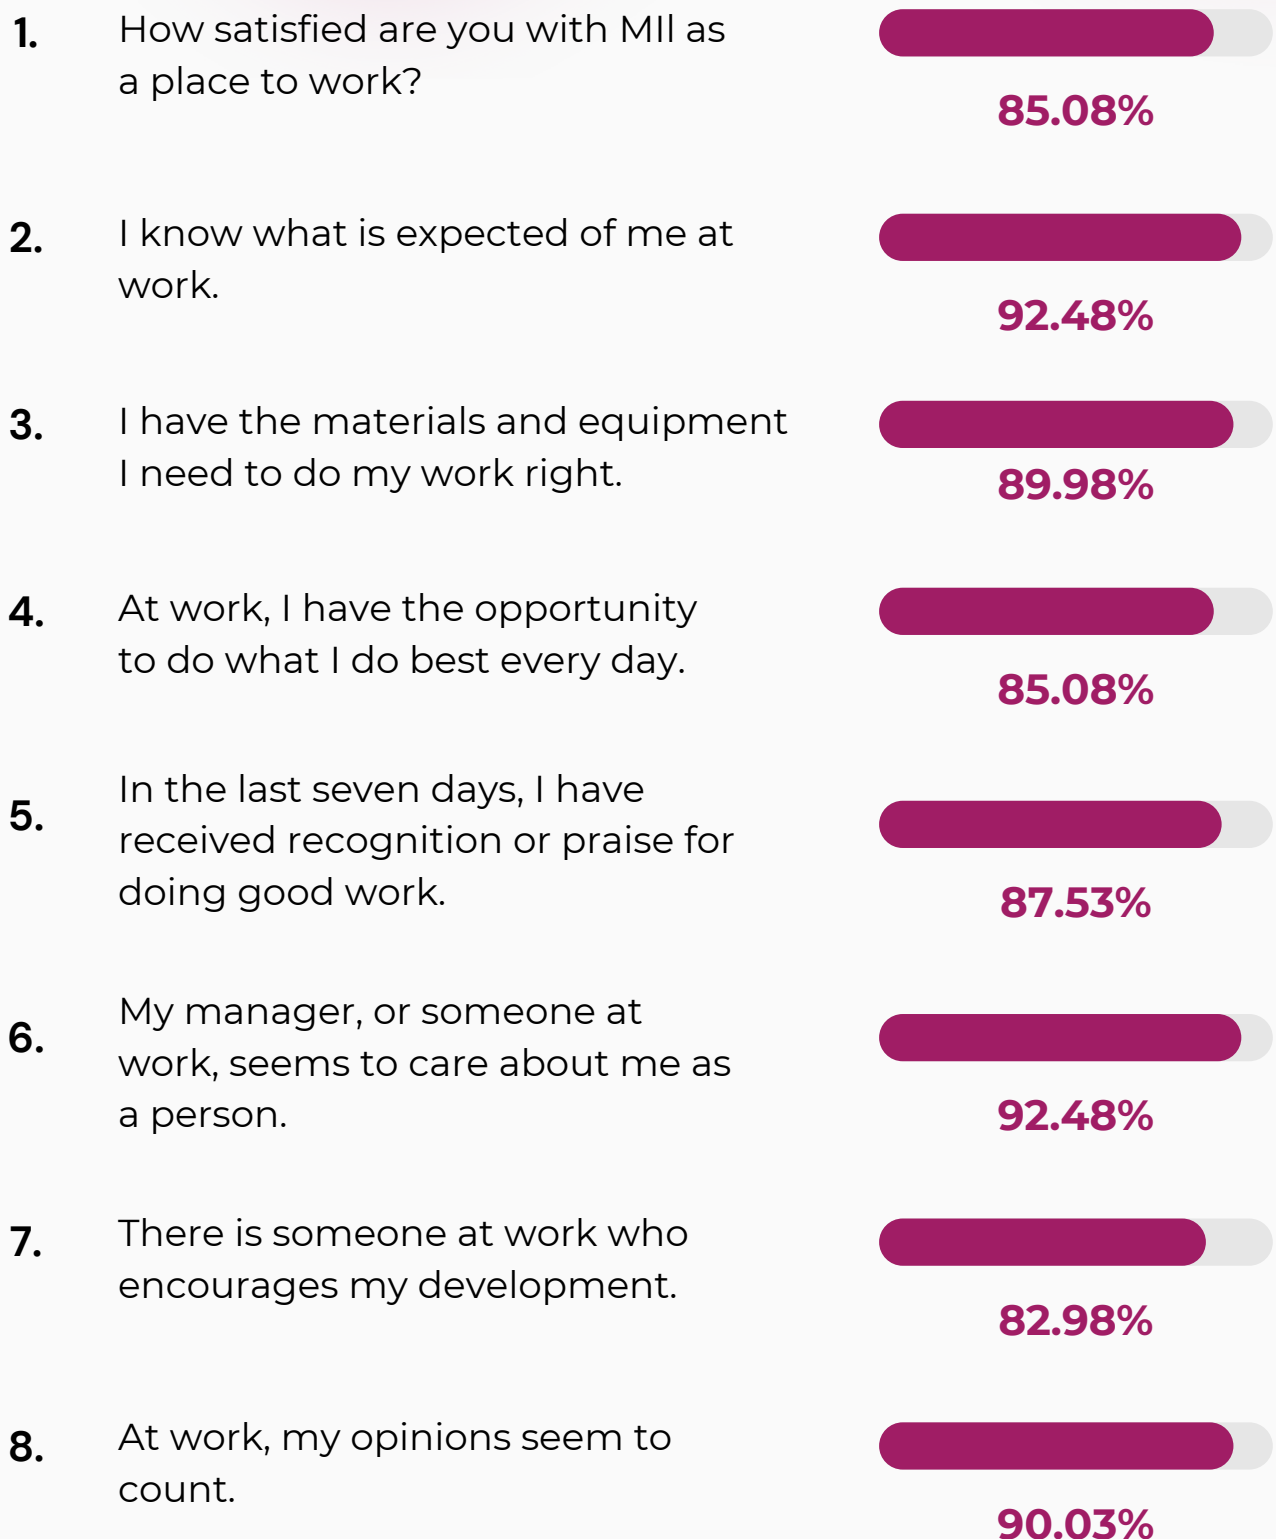 1.
How satisfied are you with MIl as
a place to work?
85.08%
2.
I know what is expected of me at
work.
92.48%
3.
I have the materials and equipment
I need to do my work right.
89.98%
4.
At work, I have the opportunity
to do what I do best every day.
85.08%
5.
In the last seven days, I have
received recognition or praise for
doing good work.
87.53%
6.
My manager, or someone at
work, seems to care about me as
a person.
92.48%
7.
There is someone at work who
encourages my development.
82.98%
8.
At work, my opinions seem to
count.
90.03%